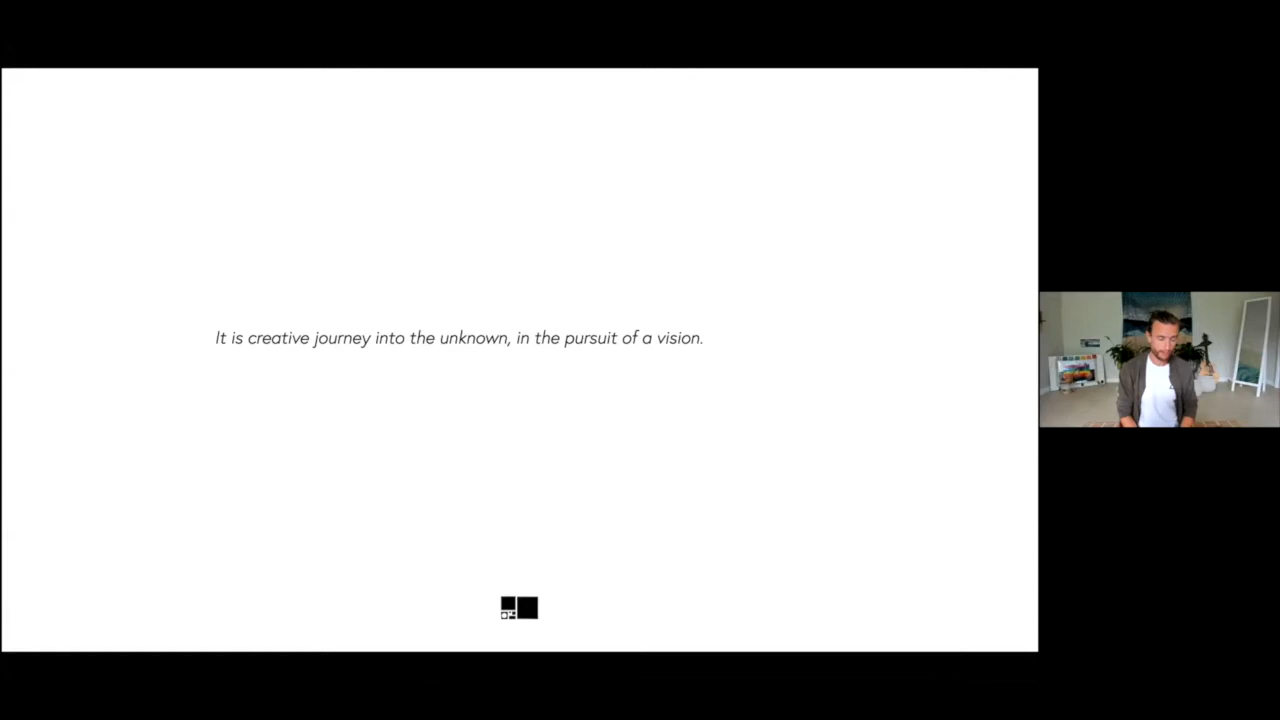 It is creative journey into the unknown, in the pursuit of a vision.